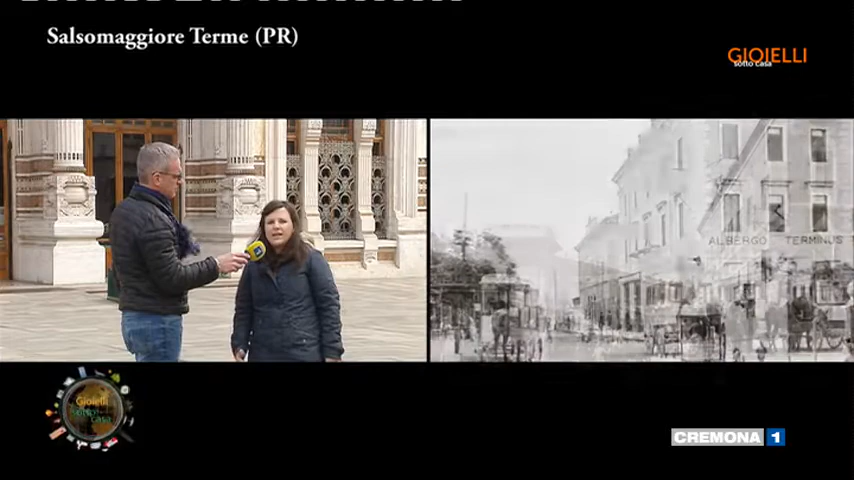 Salsomaggiore Terme (PR)
GIOIELLI
sotto casa
ALBERGO TERMINUS
Gioielli
sotto
casa
CREMONA 1